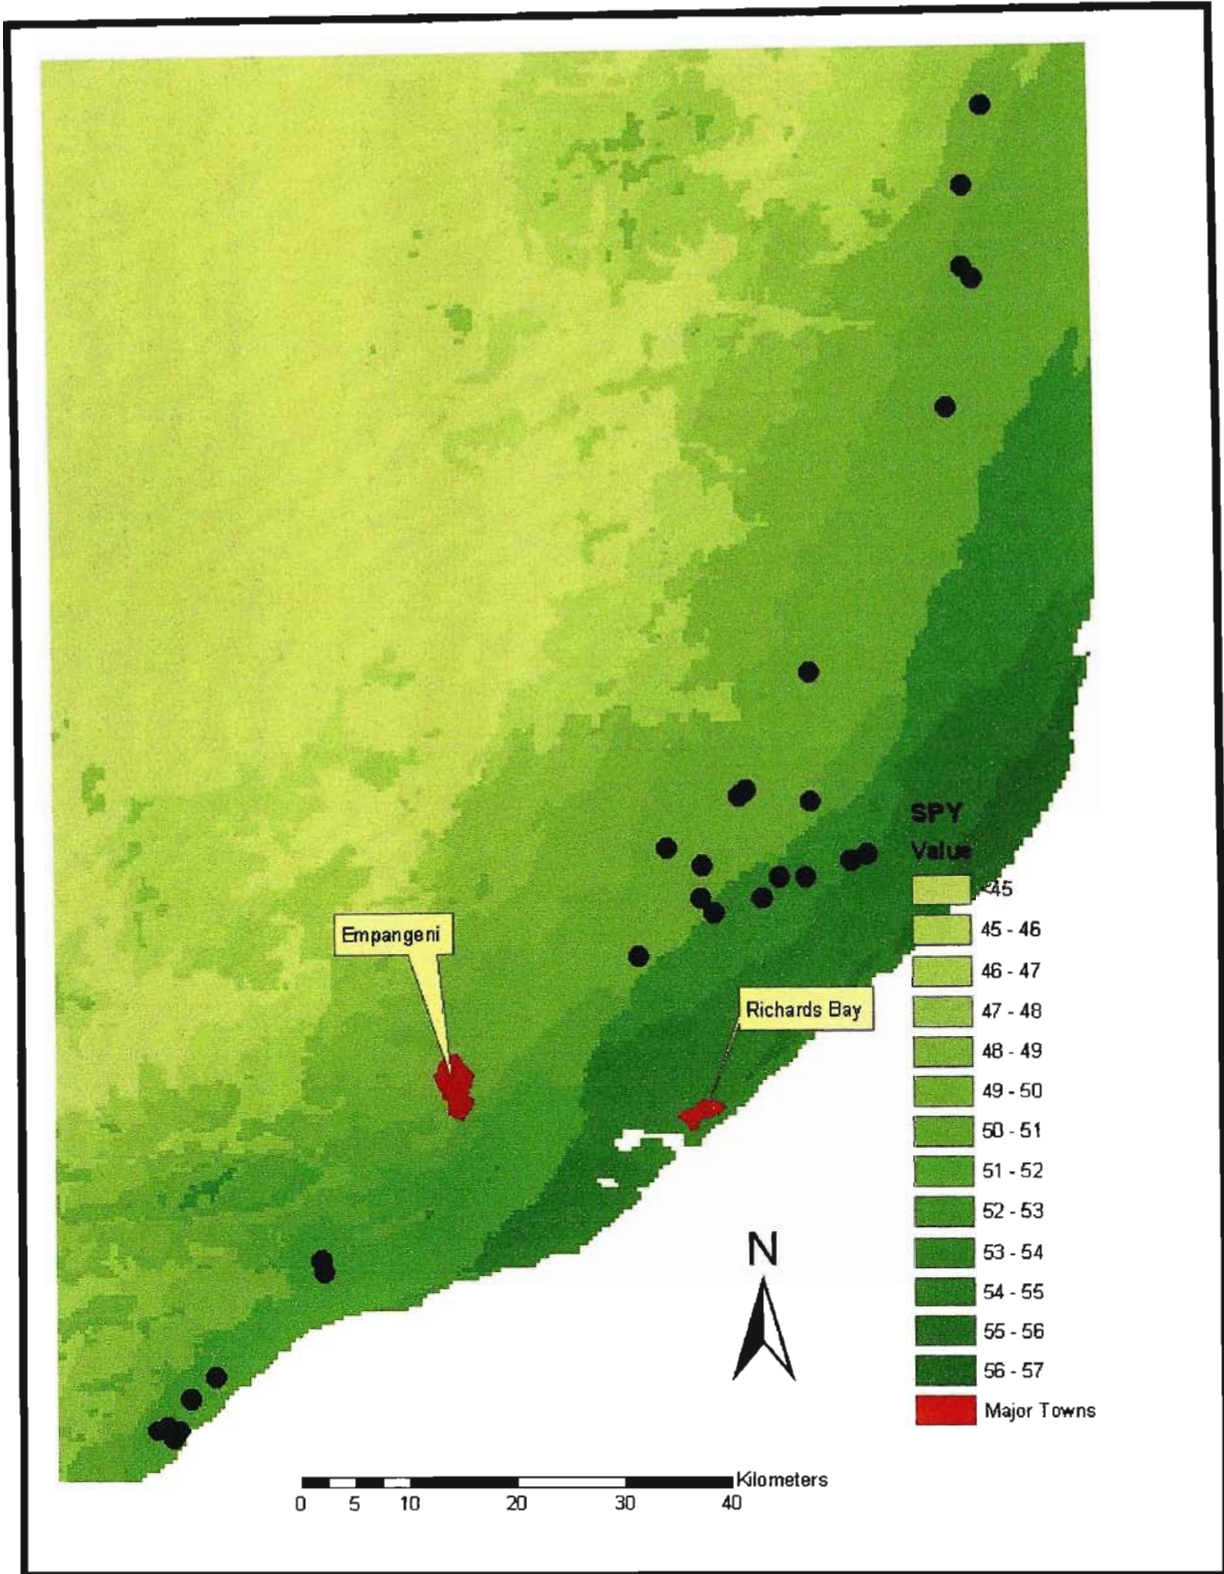 Empangeni
Richards Bay
SPY
Value
<45
45 - 46
46 - 47
47 - 48
48 - 49
49 - 50
50 - 51
51 - 52
52 - 53
53 - 54
54 - 55
55 - 56
56 - 57
Major Towns
N
Kilometers
0 5 10 20 30 40